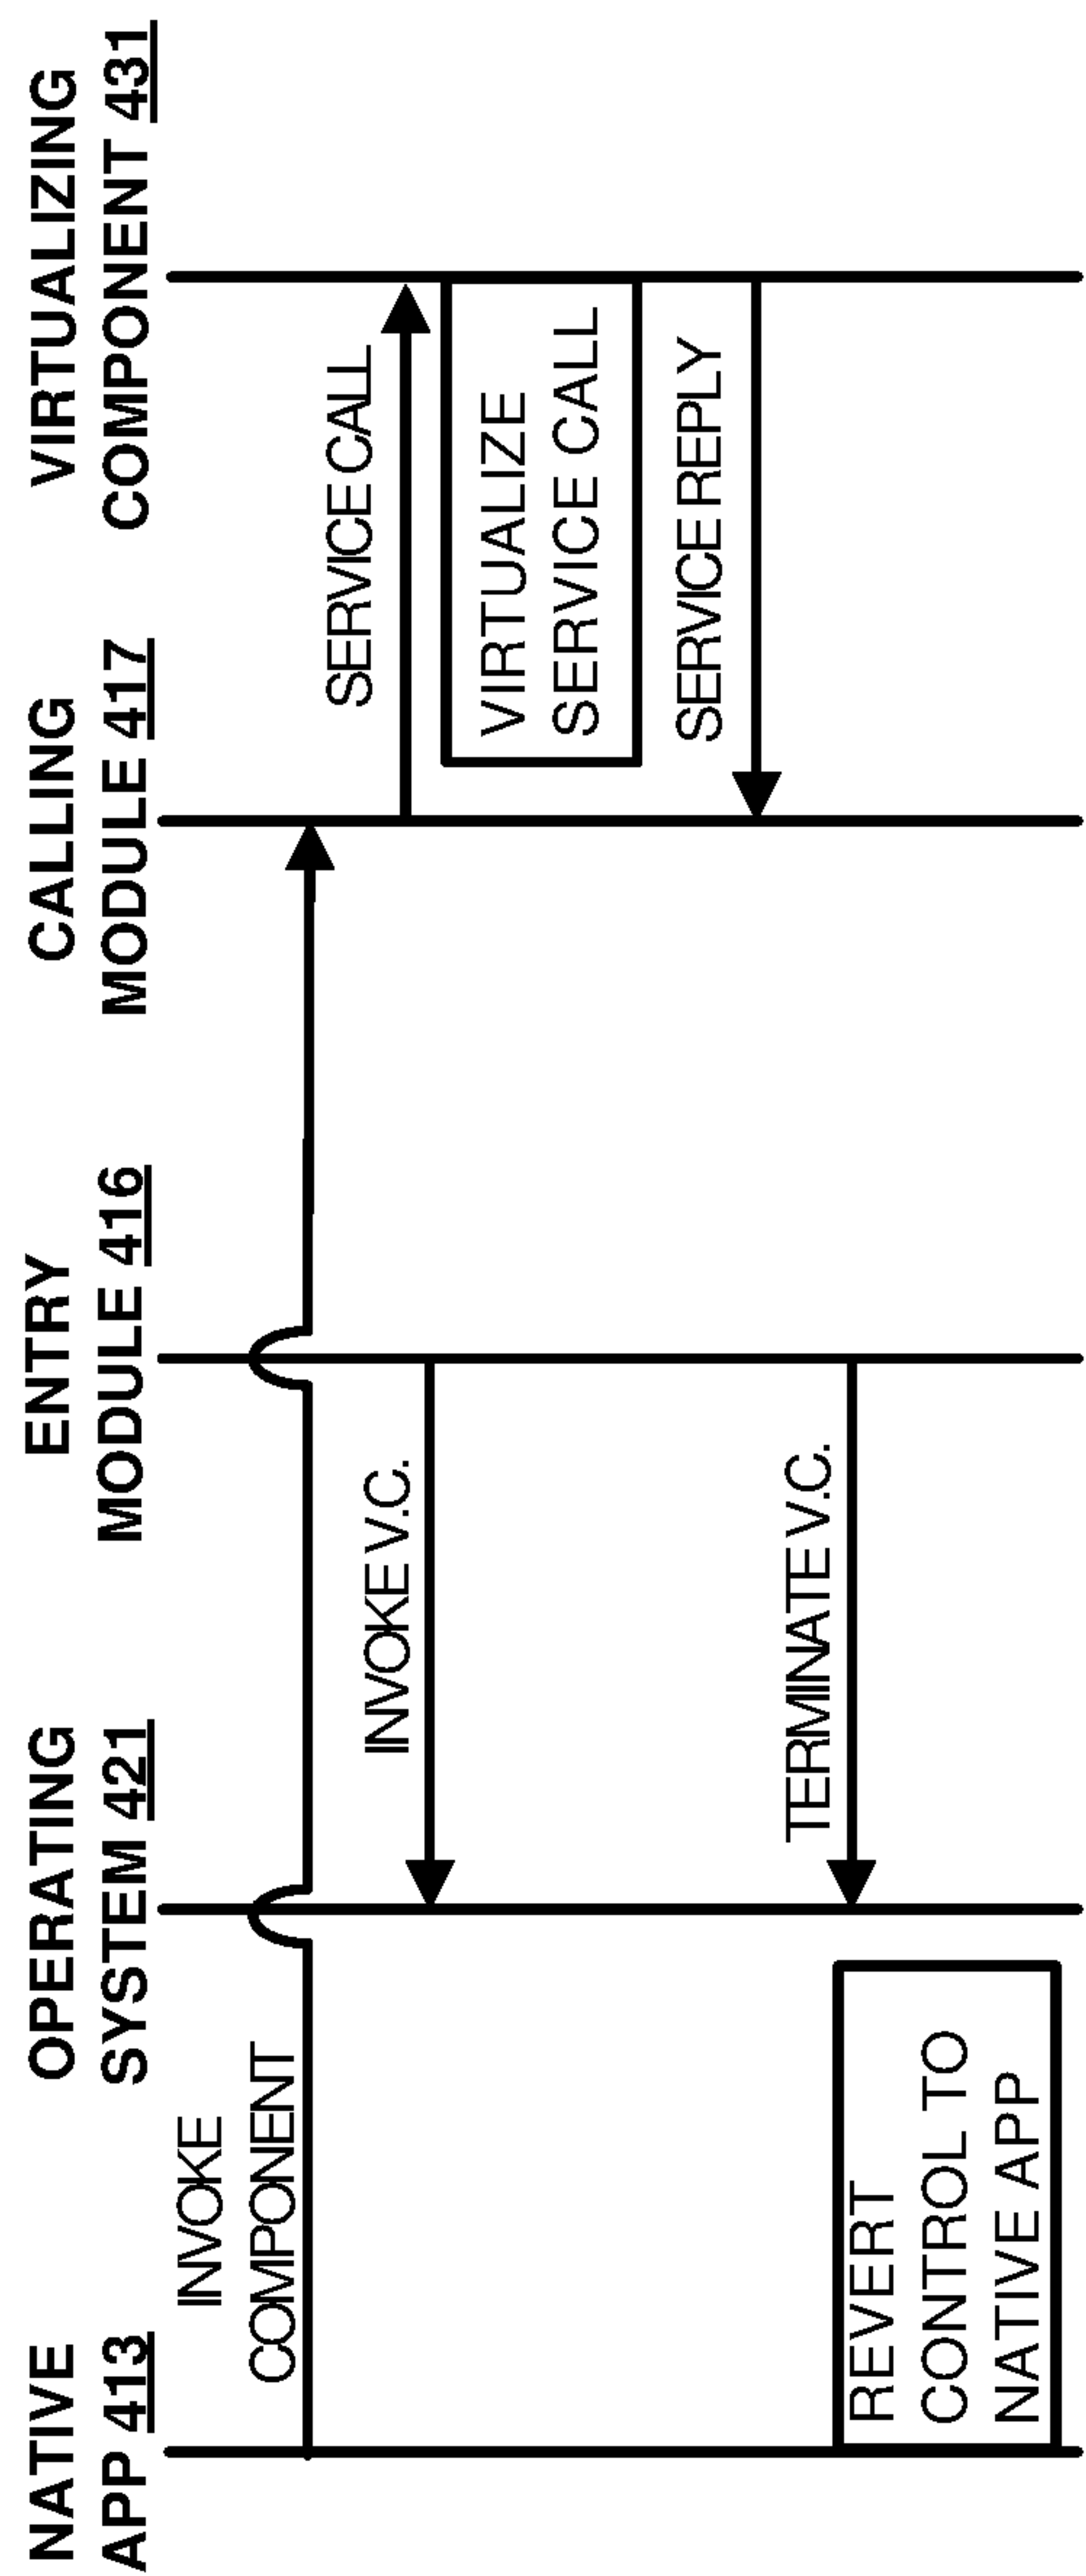 NATIVE
APP 413
OPERATING
SYSTEM 421
ENTRY
MODULE 416
CALLING
MODULE 417
VIRTUALIZING
COMPONENT 431
INVOKE
COMPONENT
SERVICE CALL
INVOKE V.C.
VIRTUALIZE
SERVICE CALL
SERVICE REPLY
TERMINATE V.C.
REVERT
CONTROL TO
NATIVE APP